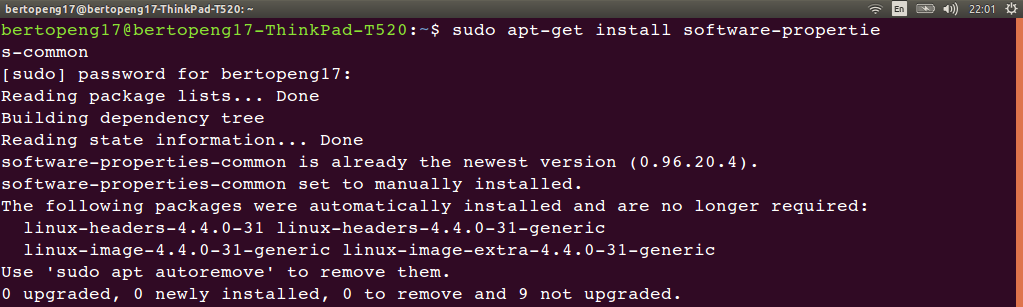 bertopeng17@bertopeng17-ThinkPad-T520: ~
En
22:01
bertopeng17@bertopeng17-ThinkPad-T520:~$ sudo apt-get install software-propertie
s-common
[sudo] password for bertopeng17:
Reading package lists... Done
Building dependency tree
Reading state information... Done
software-properties-common is already the newest version (0.96.20.4).
software-properties-common set to manually installed.
The following packages were automatically installed and are no longer required:
  linux-headers-4.4.0-31 linux-headers-4.4.0-31-generic
  linux-image-4.4.0-31-generic linux-image-extra-4.4.0-31-generic
Use 'sudo apt autoremove' to remove them.
0 upgraded, 0 newly installed, 0 to remove and 9 not upgraded.